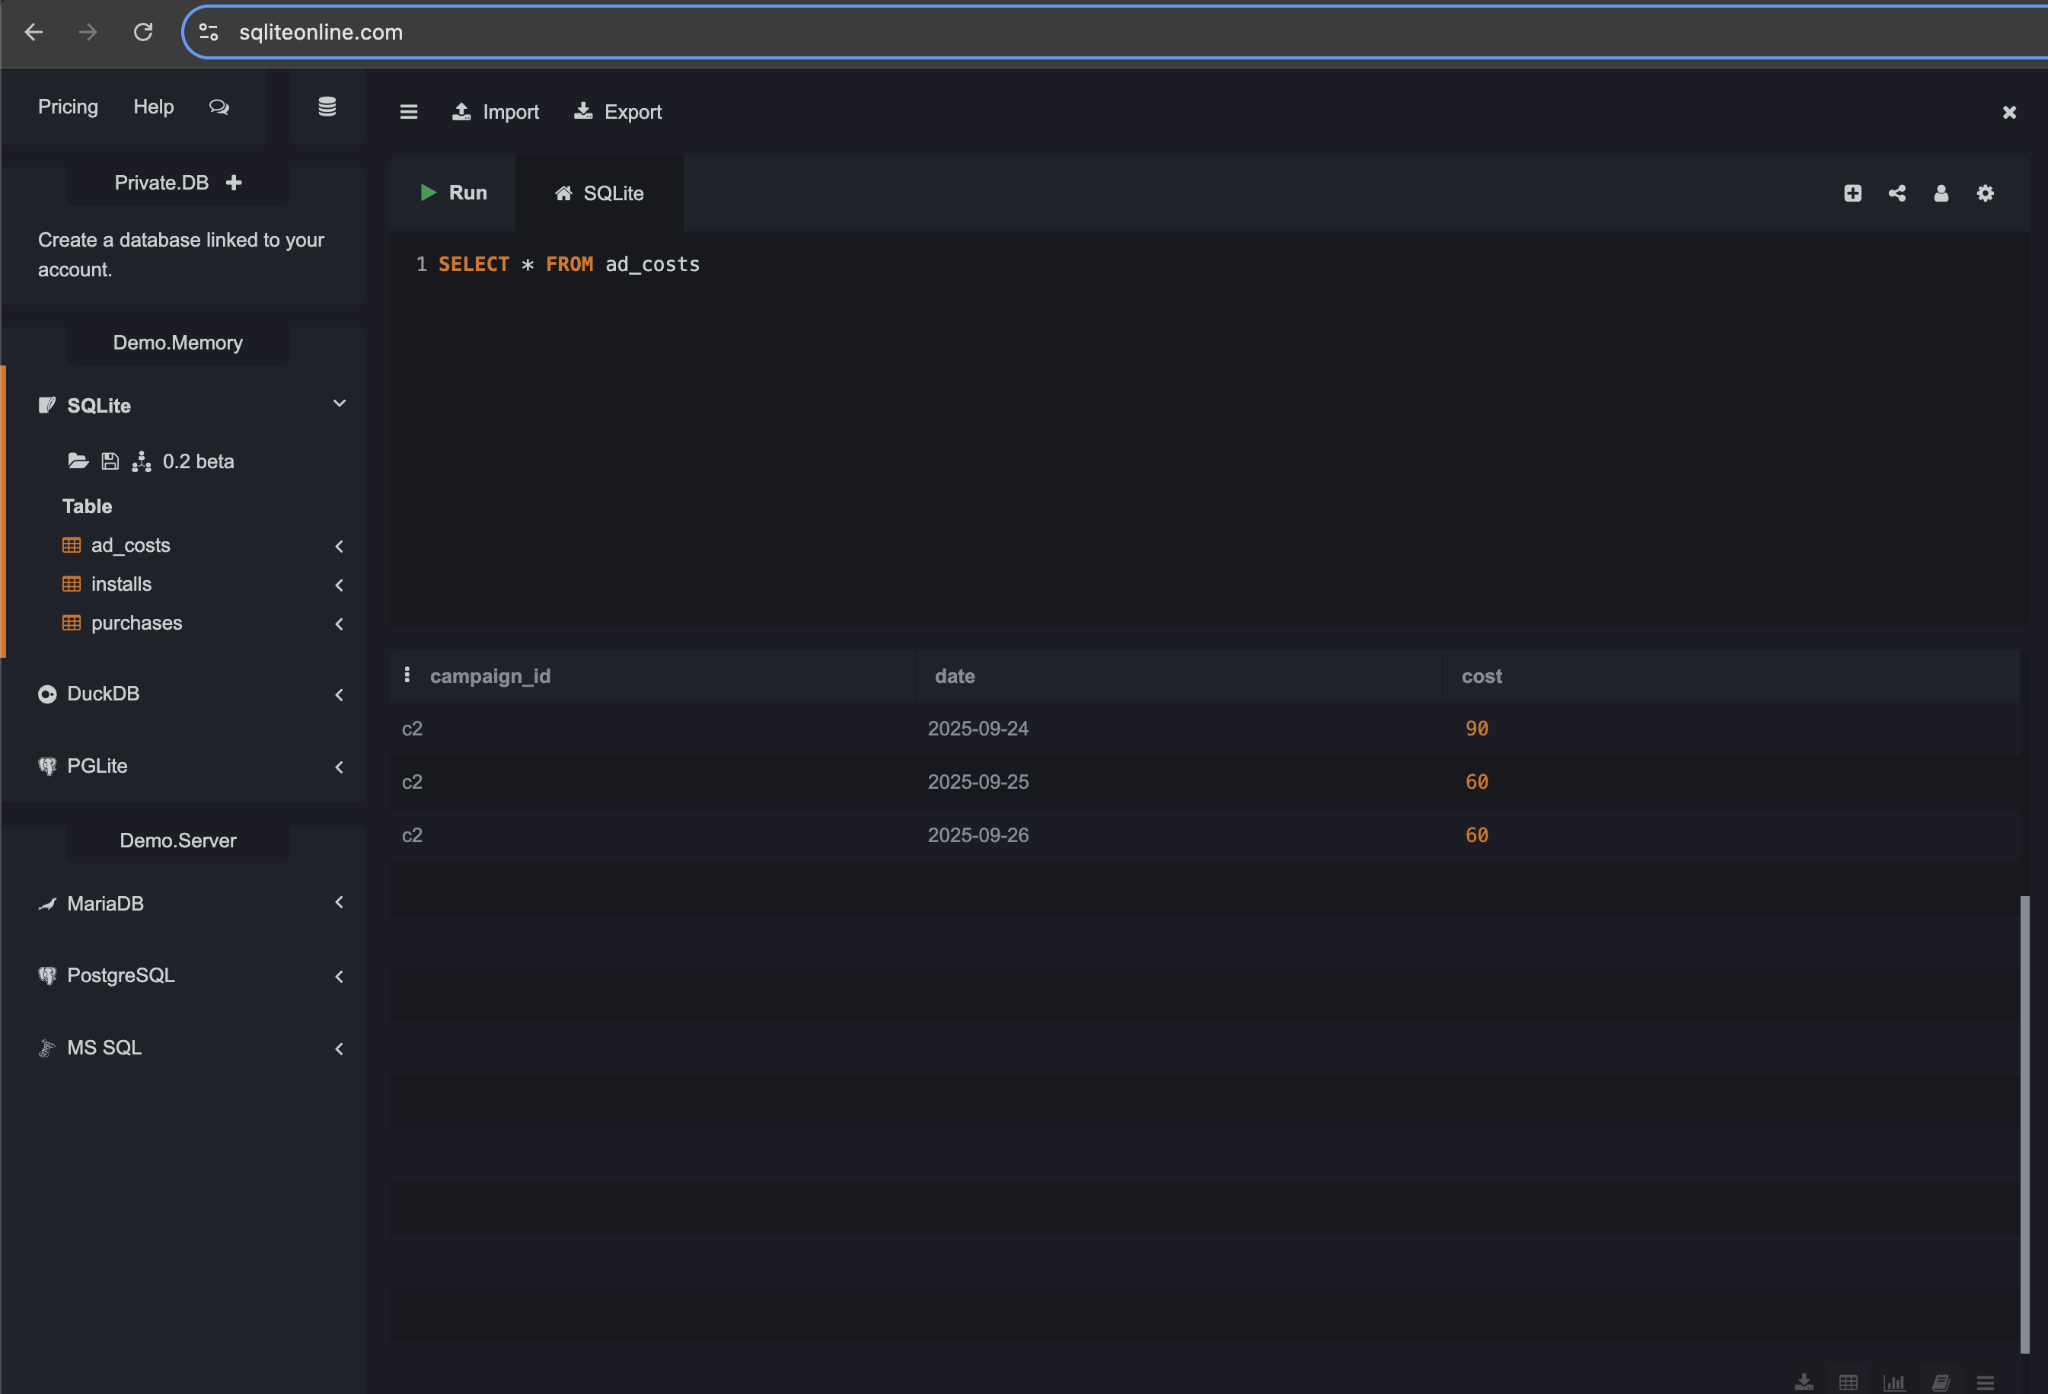 sqliteonline.com
Pricing Help
Import Export
Private.DB
Create a database linked to your
account.
Run SQLite
1 SELECT * FROM ad_costs
Demo.Memory
SQLite
0.2 beta
Table
ad_costs
installs
purchases
DuckDB
PGLite
Demo.Server
MariaDB
PostgreSQL
MS SQL
campaign_id date cost
c2 2025-09-24 90
c2 2025-09-25 60
c2 2025-09-26 60